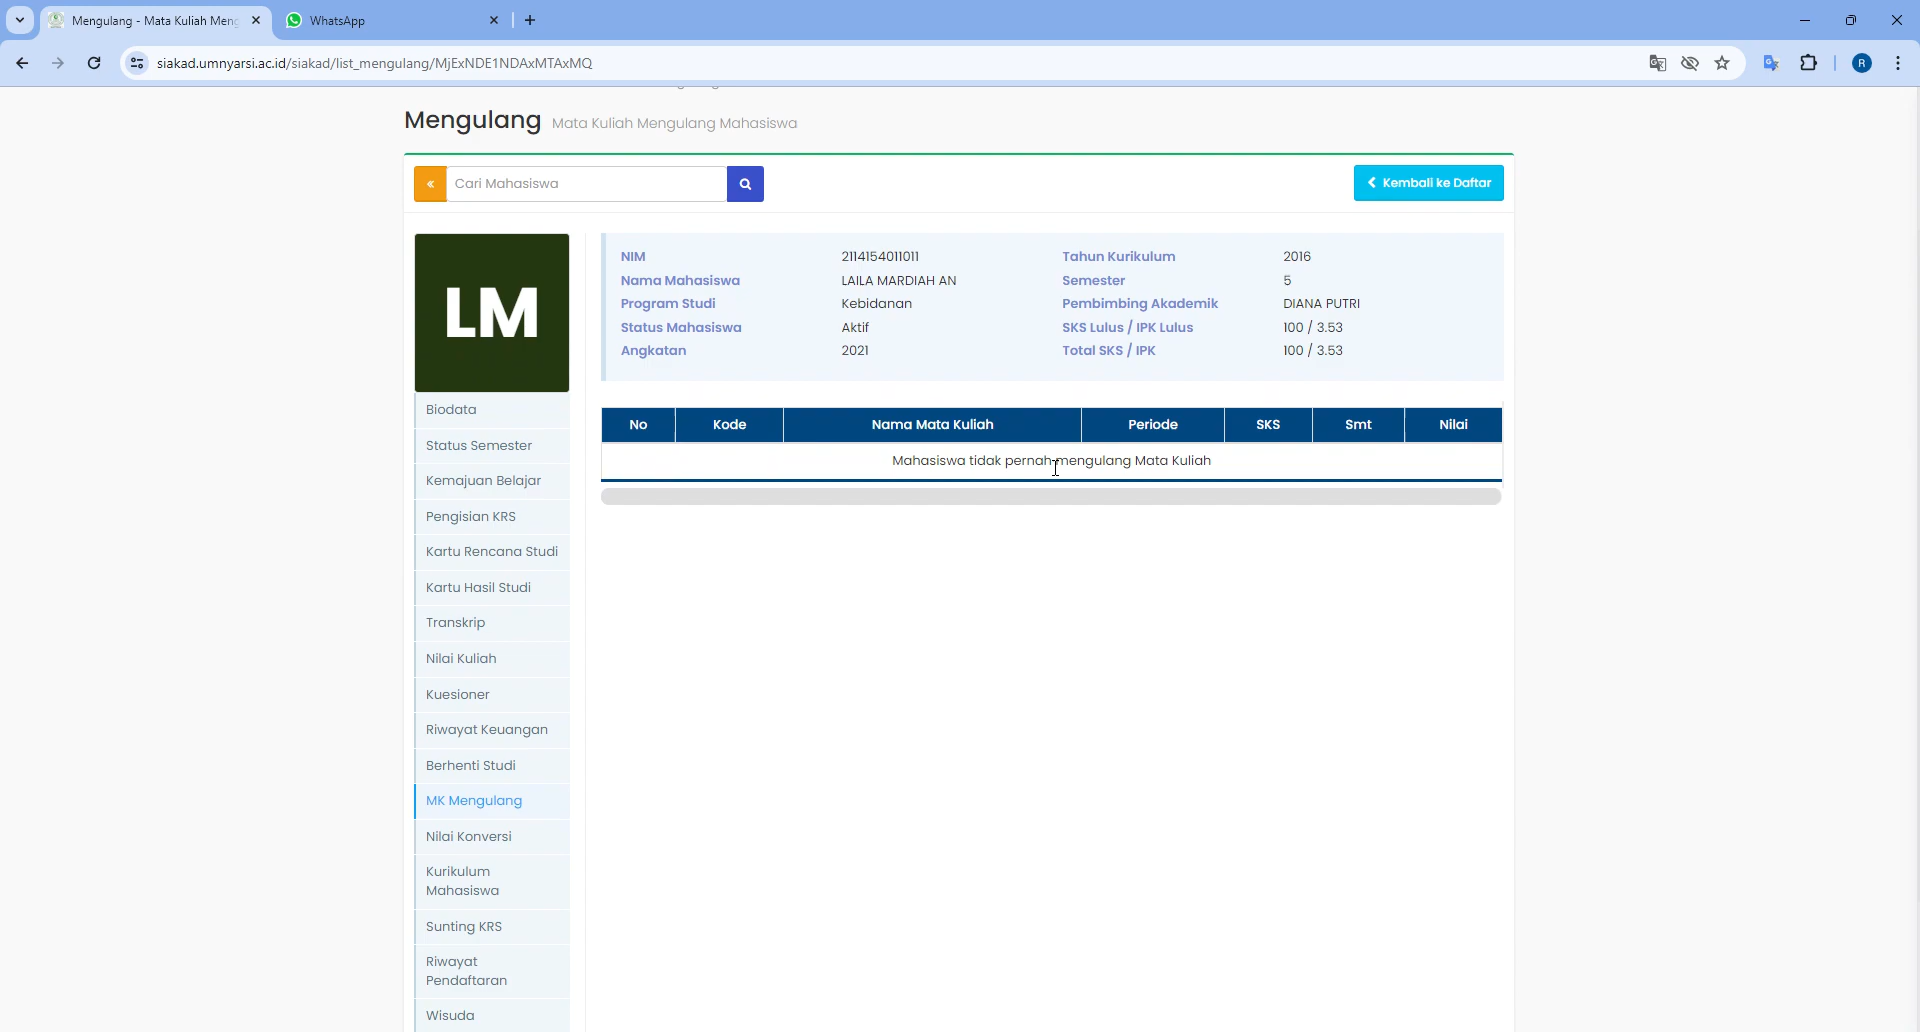 Mengulang - Mata Kuliah Meng
WhatsApp
siakad.umnyarsi.ac.id/siakad/list_mengulang/MjExNDE1NDAxMTAxMQ
R
Mengulang Mata Kuliah Mengulang Mahasiswa
« Cari Mahasiswa
Kembali ke Daftar
LM
NIM 2114154011011 Tahun Kurikulum 2016
Nama Mahasiswa LAILA MARDIAH AN Semester 5
Program Studi Kebidanan Pembimbing Akademik DIANA PUTRI
Status Mahasiswa Aktif SKS Lulus / IPK Lulus 100 / 3.53
Angkatan 2021 Total SKS / IPK 100 / 3.53
No Kode Nama Mata Kuliah Periode SKS Smt Nilai
Mahasiswa tidak pernah mengulang Mata Kuliah
Biodata
Status Semester
Kemajuan Belajar
Pengisian KRS
Kartu Rencana Studi
Kartu Hasil Studi
Transkrip
Nilai Kuliah
Kuesioner
Riwayat Keuangan
Berhenti Studi
MK Mengulang
Nilai Konversi
Kurikulum
Mahasiswa
Sunting KRS
Riwayat
Pendaftaran
Wisuda